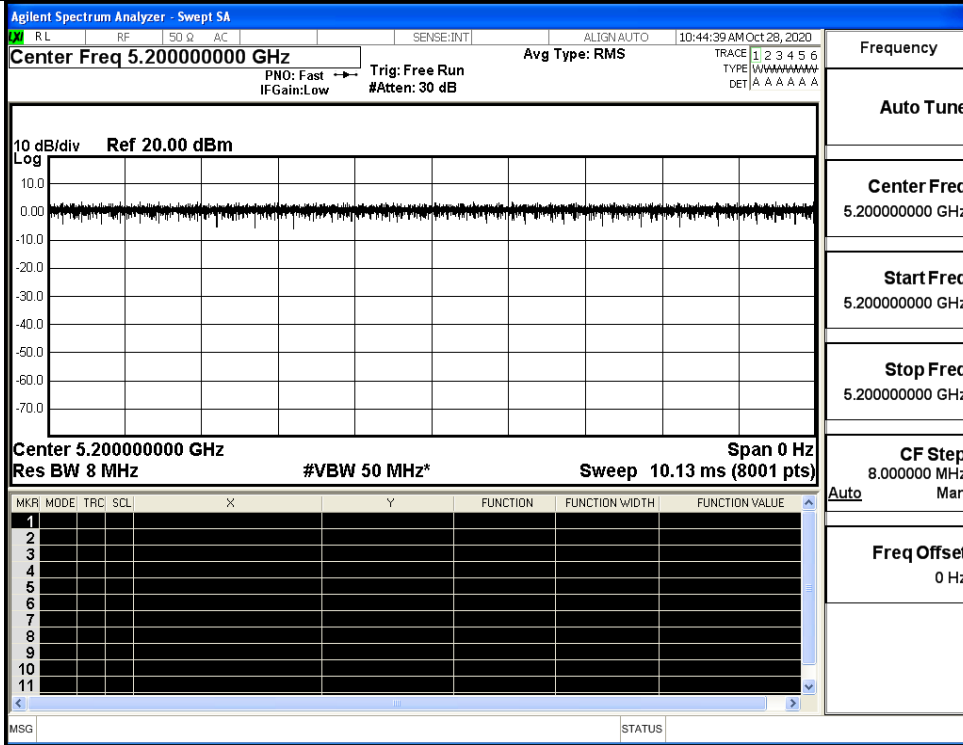 Agilent Spectrum Analyzer - Swept SA
LXI RL RF 50 Ω AC SENSE:INT ALIGN AUTO 10:44:39 AM Oct 28, 2020
Center Freq 5.200000000 GHz
Avg Type: RMS
TRACE 1 2 3 4 5 6
TYPE WWWWWW
DET A A A A A A
PNO: Fast
IFGain:Low
Trig: Free Run
#Atten: 30 dB
10 dB/div Ref 20.00 dBm
Log
10.0
0.00
-10.0
-20.0
-30.0
-40.0
-50.0
-60.0
-70.0
Center 5.200000000 GHz Span 0 Hz
Res BW 8 MHz #VBW 50 MHz* Sweep 10.13 ms (8001 pts)
MKR MODE TRC SCL X Y FUNCTION FUNCTION WIDTH FUNCTION VALUE
1
2
3
4
5
6
7
8
9
10
11
MSG STATUS
Frequency
Auto Tune
Center Freq
5.200000000 GHz
Start Freq
5.200000000 GHz
Stop Freq
5.200000000 GHz
CF Step
8.000000 MHz
Auto Man
Freq Offset
0 Hz